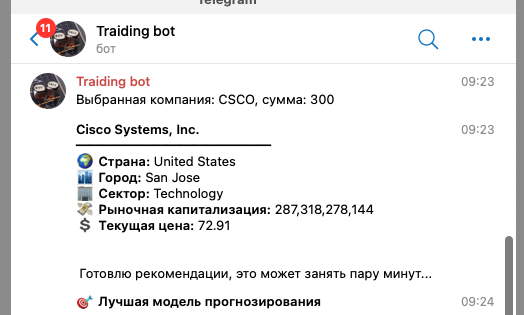 Telegram
11
Traiding bot
бот
Traiding bot 09:23
Выбранная компания: CSCO, сумма: 300
Cisco Systems, Inc. 09:23
Страна: United States
Город: San Jose
Сектор: Technology
Рыночная капитализация: 287,318,278,144
Текущая цена: 72.91
Готовлю рекомендации, это может занять пару минут...
Лучшая модель прогнозирования 09:24